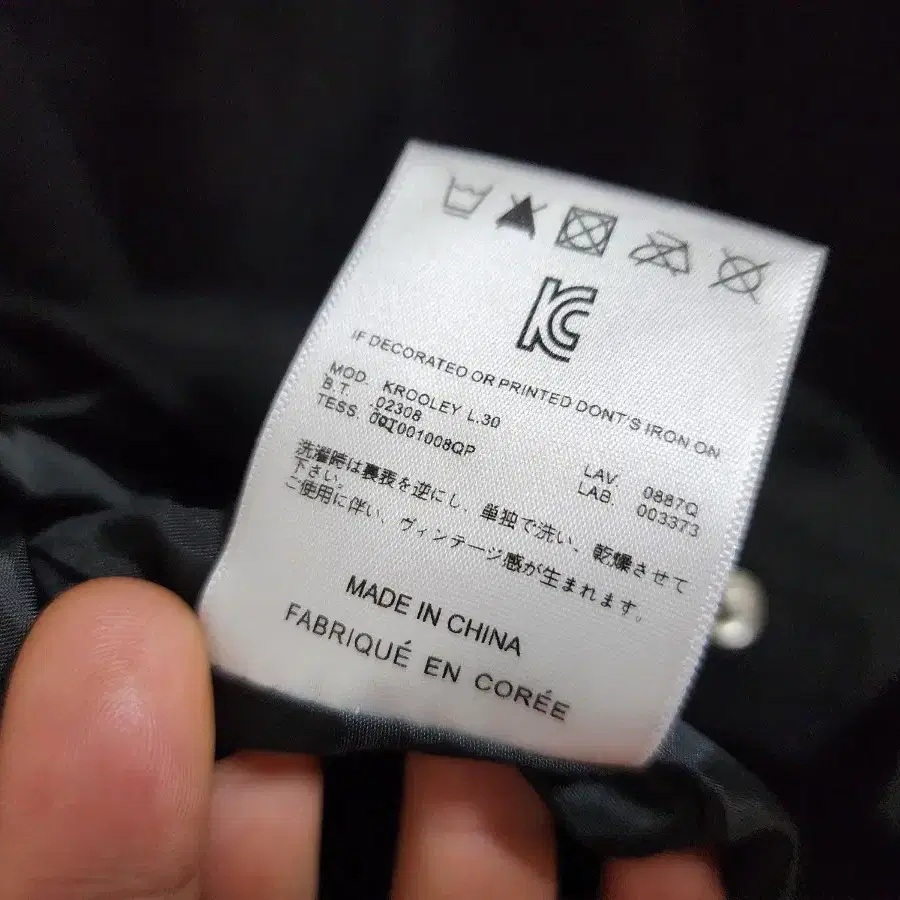 KC
IF DECORATED OR PRINTED DONT'S IRON ON
MOD. KROOLEY L.30
B.T. 02308
TESS. 00T001008QP
LAV. 0887Q
LAB. 003373
洗濯時は裏表を逆にし、単独で洗い、乾燥させて
下さい。
ご使用に伴い、ヴィンテージ感が生まれます。
MADE IN CHINA
FABRIQUÉ EN CORÉE